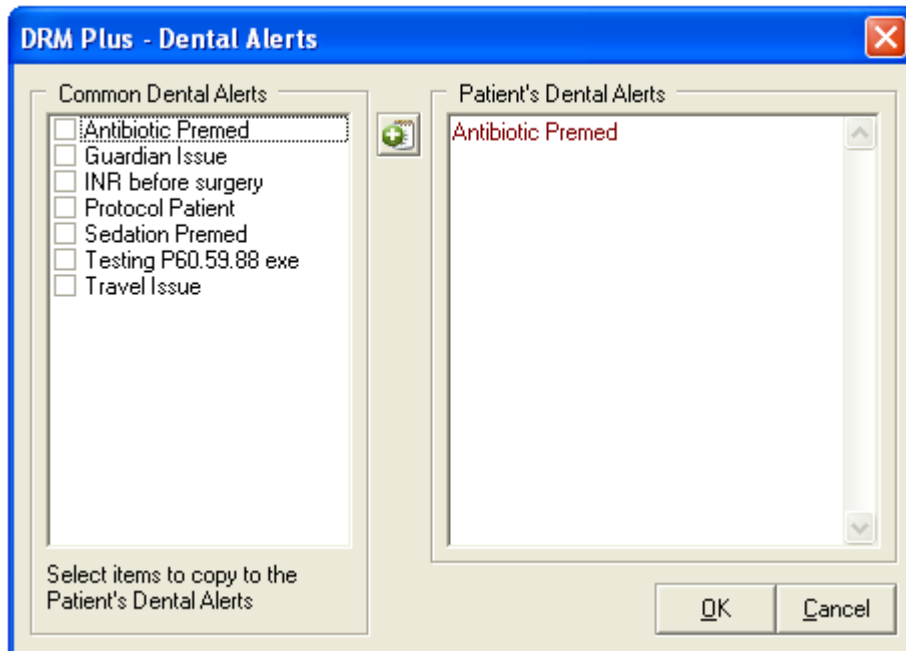 DRM Plus - Dental Alerts
Common Dental Alerts
Antibiotic Premed
Guardian Issue
INR before surgery
Protocol Patient
Sedation Premed
Testing P60.59.88 exe
Travel Issue
Select items to copy to the
Patient's Dental Alerts
Patient's Dental Alerts
Antibiotic Premed
OK
Cancel